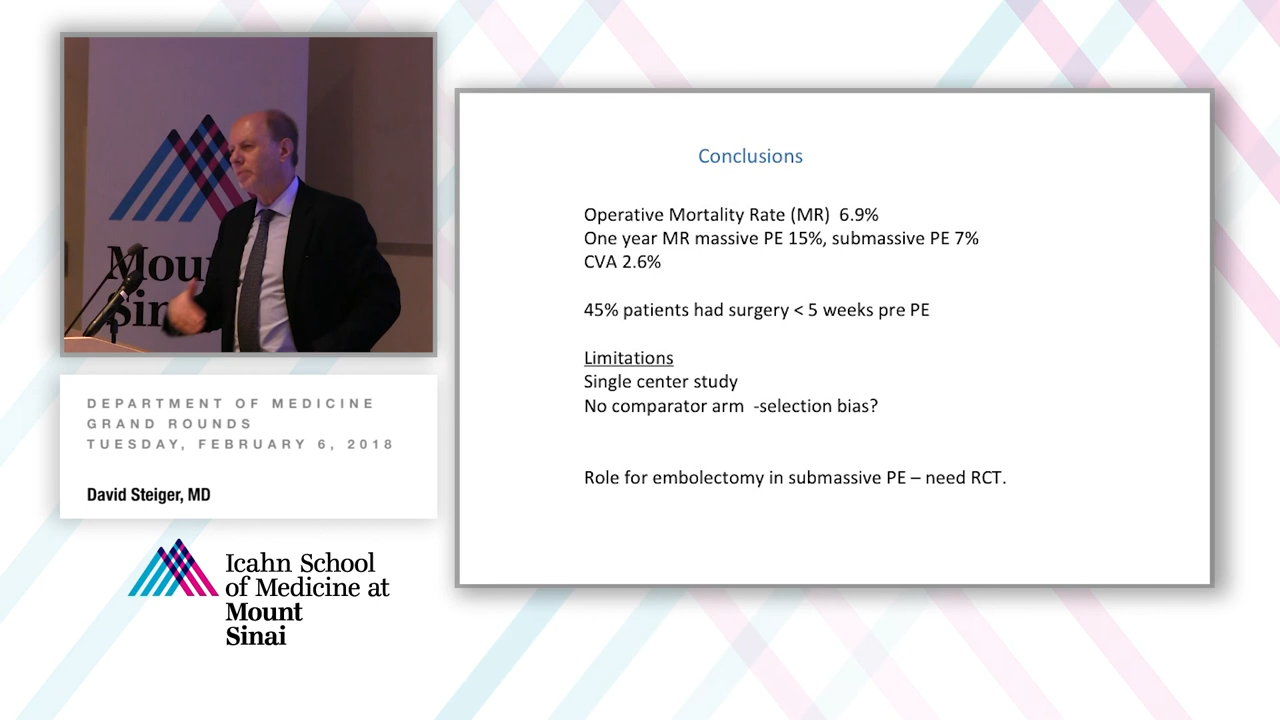 Mount
Sinai
DEPARTMENT OF MEDICINE
GRAND ROUNDS
TUESDAY, FEBRUARY 6, 2018
David Steiger, MD
Icahn School
of Medicine at
Mount
Sinai
Conclusions
Operative Mortality Rate (MR)  6.9%
One year MR massive PE 15%, submassive PE 7%
CVA 2.6%
45% patients had surgery < 5 weeks pre PE
Limitations
Single center study
No comparator arm  -selection bias?
Role for embolectomy in submassive PE – need RCT.